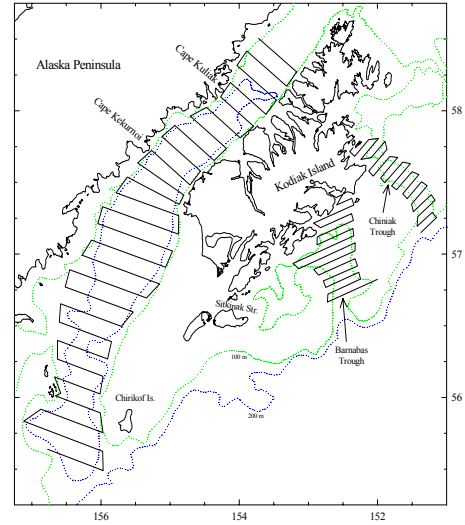 Cape Kuliak
Alaska Peninsula
Cape Kekurnoi
58
Kodiak Island
Chiniak
Trough
57
Sitkinak Str.
100 m
Barnabas
Trough
Chirikof Is.
56
200 m
156
154
152